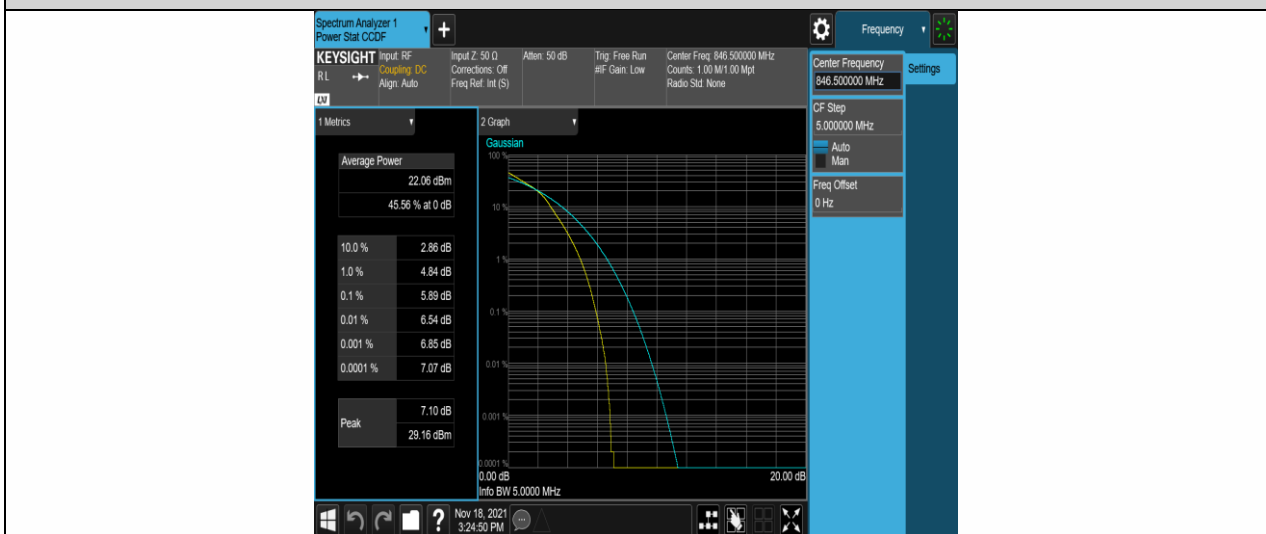 Spectrum Analyzer 1
Power Stat CCDF
+
Frequency
KEYSIGHT
R L
LXI
Input: RF
Coupling: DC
Align: Auto
Input Z: 50 Ω
Corrections: Off
Freq Ref: Int (S)
Atten: 50 dB
Trig: Free Run
#IF Gain: Low
Center Freq: 846.500000 MHz
Counts: 1.00 M/1.00 Mpt
Radio Std: None
Center Frequency
846.500000 MHz
Settings
CF Step
5.000000 MHz
Auto
Man
Freq Offset
0 Hz
1 Metrics
Average Power
22.06 dBm
45.56 % at 0 dB
10.0 % 2.86 dB
1.0 % 4.84 dB
0.1 % 5.89 dB
0.01 % 6.54 dB
0.001 % 6.85 dB
0.0001 % 7.07 dB
Peak
7.10 dB
29.16 dBm
2 Graph
Gaussian
100 %
10 %
1 %
0.1 %
0.01 %
0.001 %
0.0001 %
0.00 dB 20.00 dB
Info BW 5.0000 MHz
?
Nov 18, 2021
3:24:50 PM